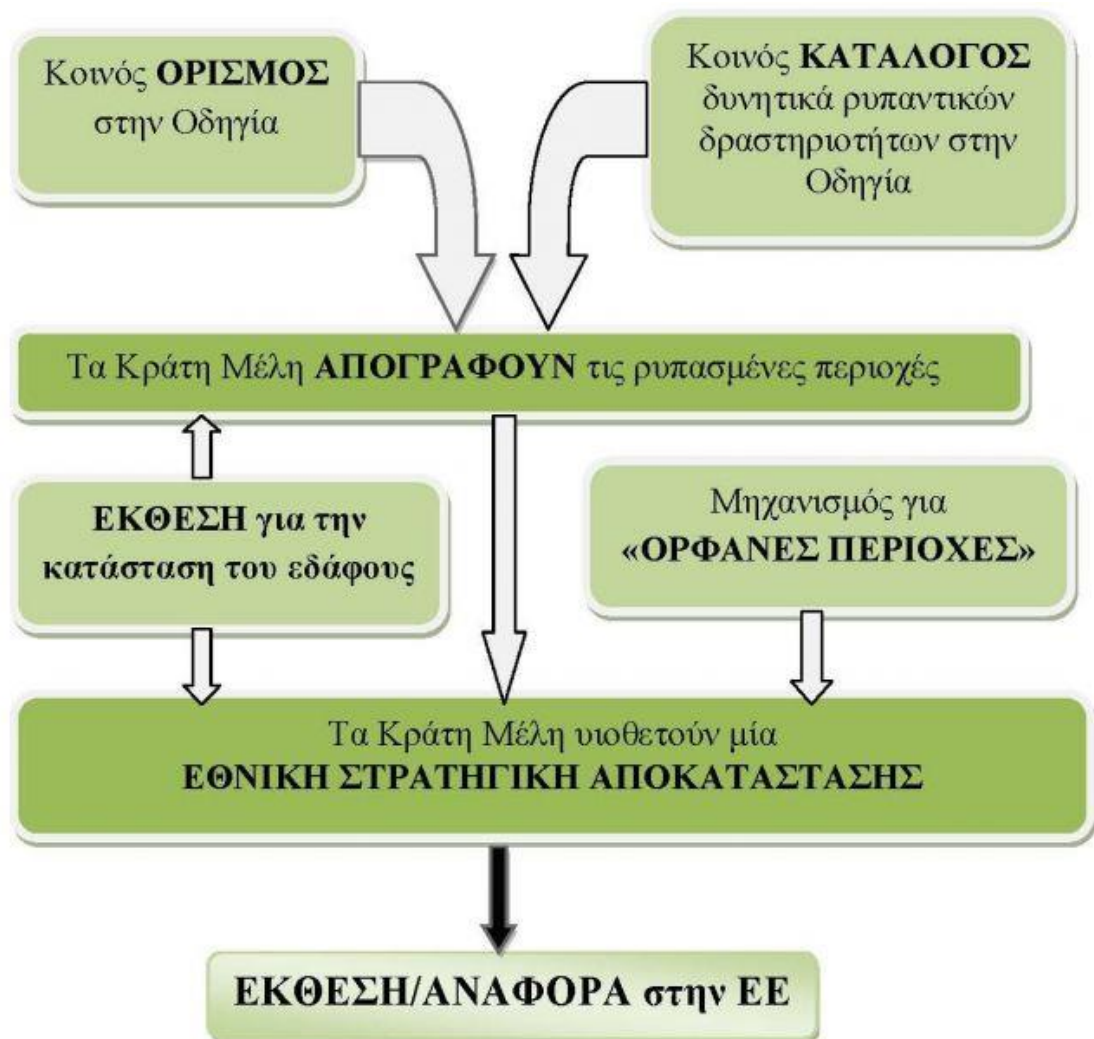 Κοινός ΟΡΙΣΜΟΣ
στην Οδηγία
Κοινός ΚΑΤΑΛΟΓΟΣ
δυνητικά ρυπαντικών
δραστηριοτήτων στην
Οδηγία
Τα Κράτη Μέλη ΑΠΟΓΡΑΦΟΥΝ τις ρυπασμένες περιοχές
ΕΚΘΕΣΗ για την
κατάσταση του εδάφους
Μηχανισμός για
«ΟΡΦΑΝΕΣ ΠΕΡΙΟΧΕΣ»
Τα Κράτη Μέλη υιοθετούν μία
ΕΘΝΙΚΗ ΣΤΡΑΤΗΓΙΚΗ ΑΠΟΚΑΤΑΣΤΑΣΗΣ
ΕΚΘΕΣΗ/ΑΝΑΦΟΡΑ στην ΕΕ